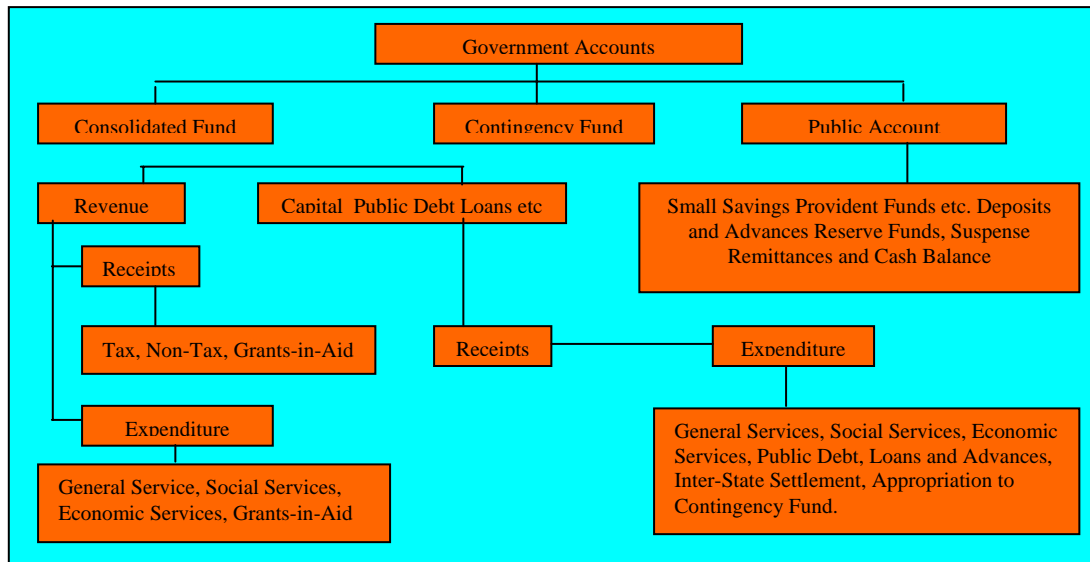 Government Accounts
Consolidated Fund
Contingency Fund
Public Account
Revenue
Capital Public Debt Loans etc
Small Savings Provident Funds etc. Deposits
and Advances Reserve Funds, Suspense
Remittances and Cash Balance
Receipts
Tax, Non-Tax, Grants-in-Aid
Receipts
Expenditure
Expenditure
General Service, Social Services,
Economic Services, Grants-in-Aid
General Services, Social Services, Economic
Services, Public Debt, Loans and Advances,
Inter-State Settlement, Appropriation to
Contingency Fund.